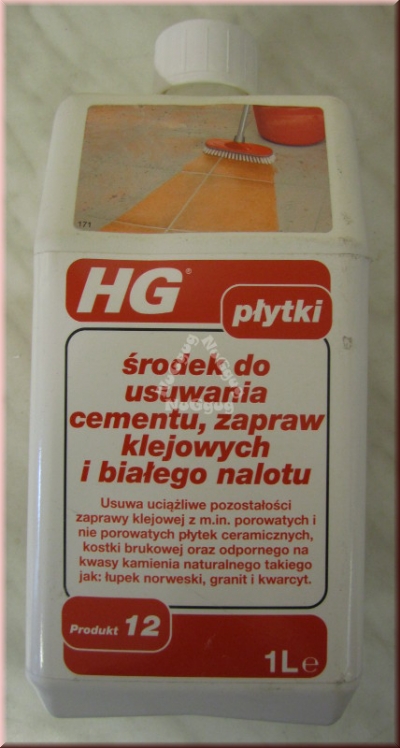 171
HG®
płytki
środek do
usuwania
cementu, zapraw
klejowych
i białego nalotu
Usuwa uciążliwe pozostałości
zaprawy klejowej z m.in. porowatych i
nie porowatych płytek ceramicznych,
kostki brukowej oraz odpornego na
kwasy kamienia naturalnego takiego
jak: łupek norweski, granit i kwarcyt.
Produkt 12
1L℮